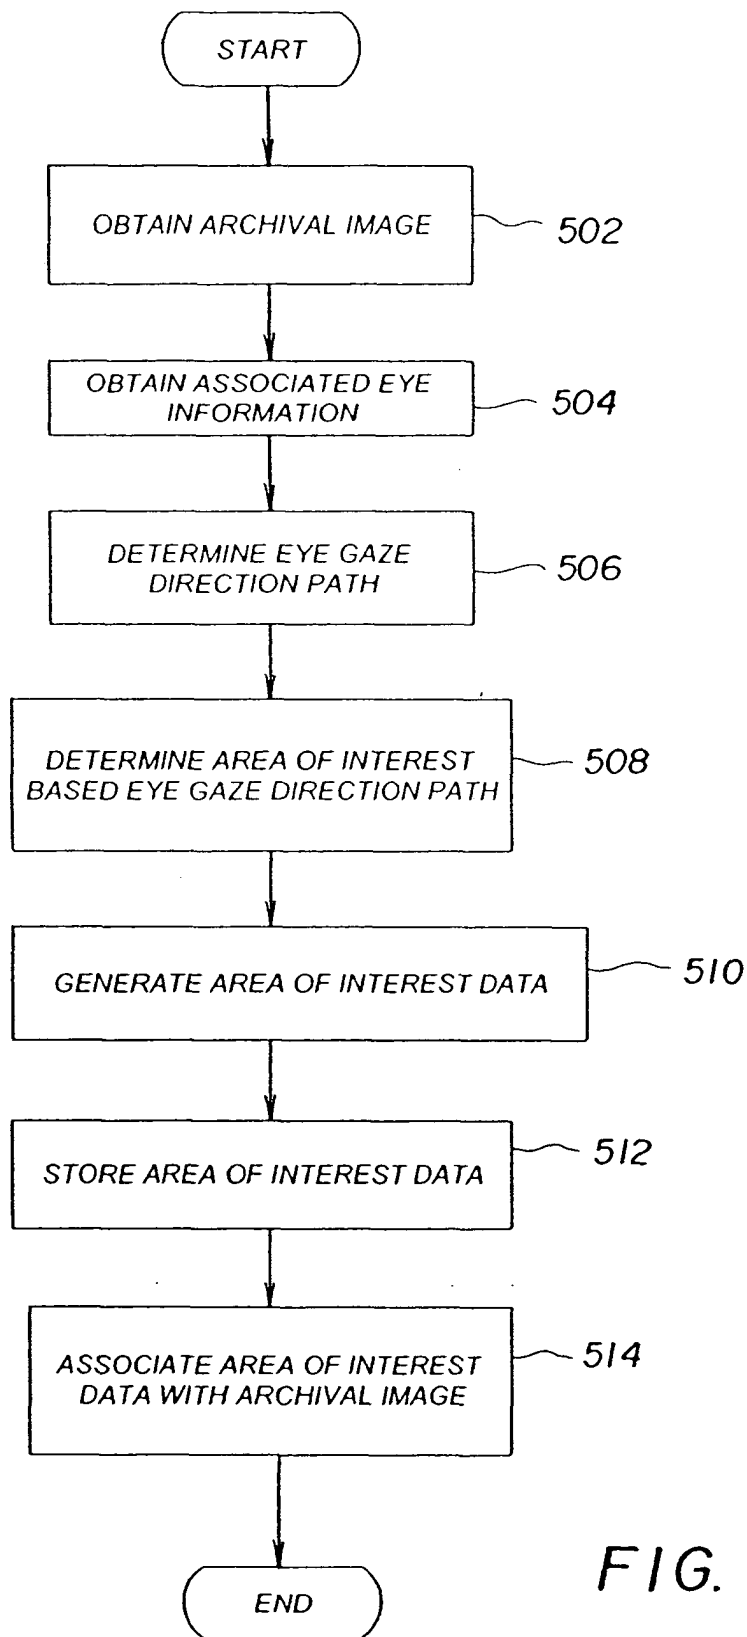 START
OBTAIN ARCHIVAL IMAGE
502
OBTAIN ASSOCIATED EYE
INFORMATION
504
DETERMINE EYE GAZE
DIRECTION PATH
506
DETERMINE AREA OF INTEREST
BASED EYE GAZE DIRECTION PATH
508
GENERATE AREA OF INTEREST DATA
510
STORE AREA OF INTEREST DATA
512
ASSOCIATE AREA OF INTEREST
DATA WITH ARCHIVAL IMAGE
514
END
FIG.